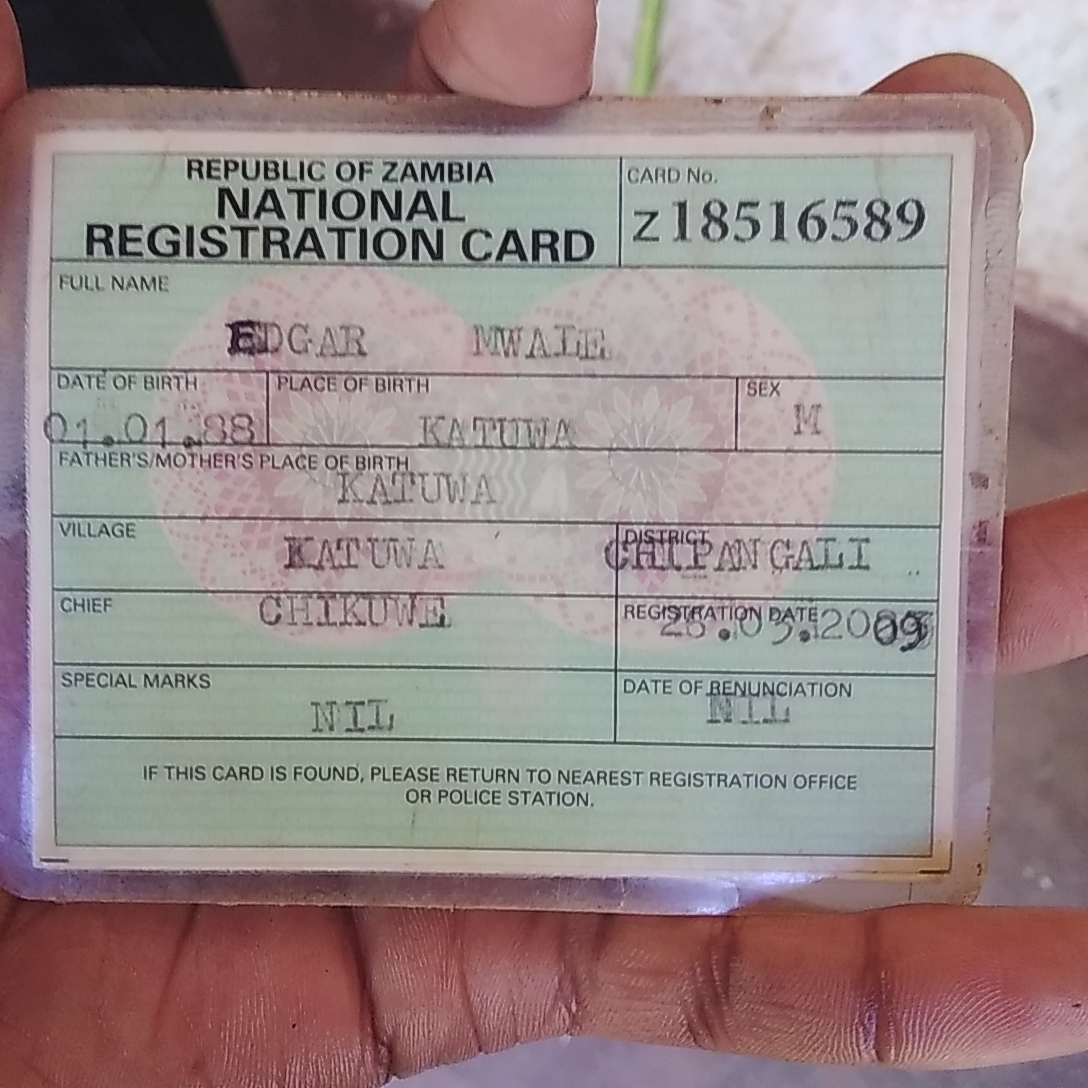 REPUBLIC OF ZAMBIA
NATIONAL
REGISTRATION CARD
CARD No.
Z18516589
FULL NAME
EDGAR MWALE
DATE OF BIRTH
01.01.88
PLACE OF BIRTH
KATUWA
SEX
M
FATHER'S/MOTHER'S PLACE OF BIRTH
KATUWA
VILLAGE
KATUWA
DISTRICT
CHIPANGALI
CHIEF
CHIKUWE
REGISTRATION DATE
SPECIAL MARKS
NIL
DATE OF RENUNCIATION
NIL
IF THIS CARD IS FOUND, PLEASE RETURN TO NEAREST REGISTRATION OFFICE
OR POLICE STATION.